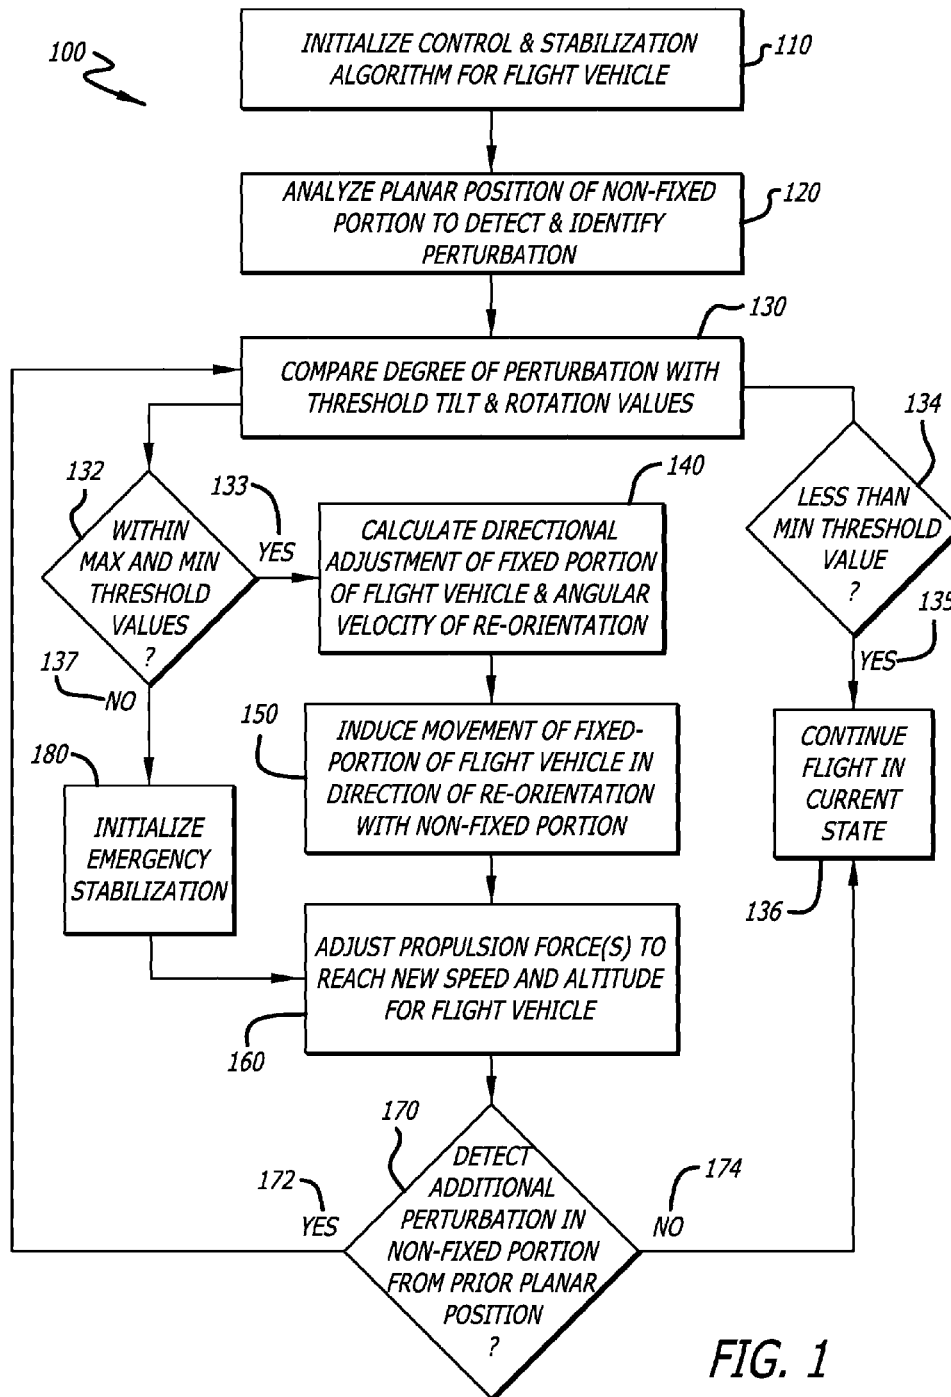 100
INITIALIZE CONTROL & STABILIZATION
ALGORITHM FOR FLIGHT VEHICLE
110
ANALYZE PLANAR POSITION OF NON-FIXED
PORTION TO DETECT & IDENTIFY
PERTURBATION
120
130
COMPARE DEGREE OF PERTURBATION WITH
THRESHOLD TILT & ROTATION VALUES
132
WITHIN
MAX AND MIN
THRESHOLD
VALUES
?
133
YES
137
NO
140
CALCULATE DIRECTIONAL
ADJUSTMENT OF FIXED PORTION
OF FLIGHT VEHICLE & ANGULAR
VELOCITY OF RE-ORIENTATION
134
LESS THAN
MIN THRESHOLD
VALUE
?
135
YES
150
INDUCE MOVEMENT OF FIXED-
PORTION OF FLIGHT VEHICLE IN
DIRECTION OF RE-ORIENTATION
WITH NON-FIXED PORTION
CONTINUE
FLIGHT IN
CURRENT
STATE
136
180
INITIALIZE
EMERGENCY
STABILIZATION
ADJUST PROPULSION FORCE(S) TO
REACH NEW SPEED AND ALTITUDE
FOR FLIGHT VEHICLE
160
170
DETECT
ADDITIONAL
PERTURBATION IN
NON-FIXED PORTION
FROM PRIOR PLANAR
POSITION
?
172
YES
174
NO
FIG. 1